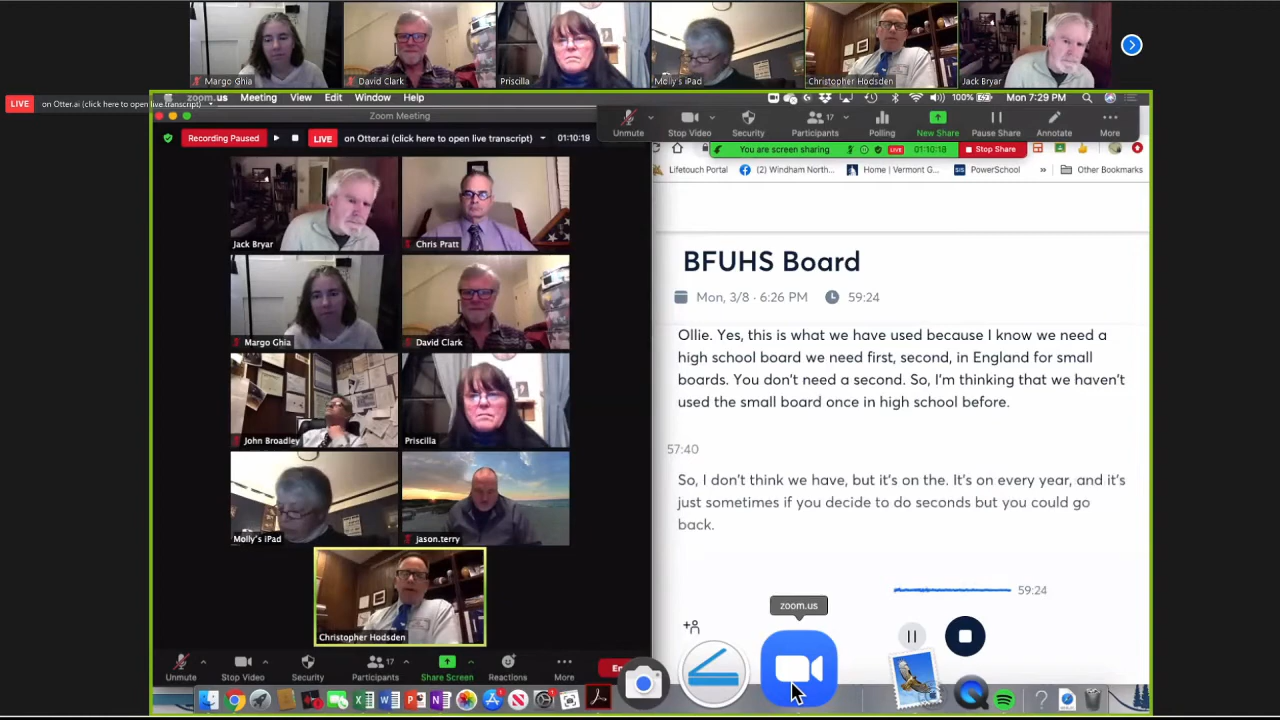 Margo Ghia
David Clark
Priscilla
Molly's iPad
Christopher Hodsden
Jack Bryar
LIVE on Otter.ai (click here to open live transcript)
zoom.us Meeting View Edit Window Help
100% Mon 7:29 PM
Zoom Meeting
Recording Paused LIVE on Otter.ai (click here to open live transcript) 01:10:19
Unmute Stop Video Security Participants 17 Polling New Share Pause Share Annotate More
You are screen sharing LIVE 01:10:18 Stop Share
Lifetouch Portal (2) Windham North... Home | Vermont G... SIS PowerSchool » Other Bookmarks
Jack Bryar
Chris Pratt
Margo Ghia
David Clark
John Broadley
Priscilla
Molly's iPad
jason.terry
Christopher Hodsden
BFUHS Board
Mon, 3/8 · 6:26 PM 59:24
Ollie. Yes, this is what we have used because I know we need a
high school board we need first, second, in England for small
boards. You don't need a second. So, I'm thinking that we haven't
used the small board once in high school before.
57:40
So, I don't think we have, but it's on the. It's on every year, and it's
just sometimes if you decide to do seconds but you could go
back.
59:24
zoom.us
Unmute Stop Video Security Participants 17 Share Screen Reactions More